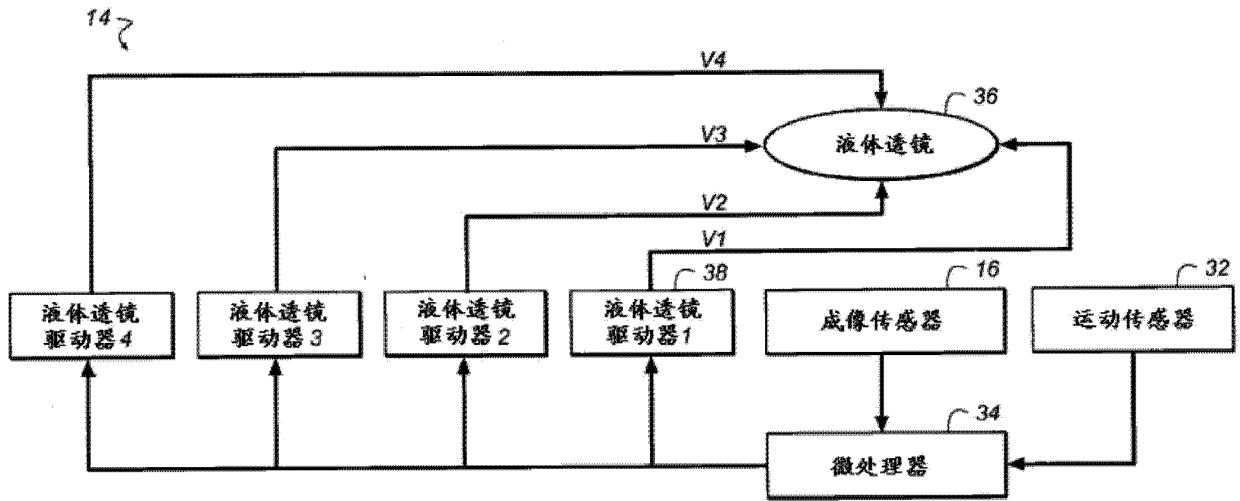 14
V4
36
液体透镜
V3
V2
V1
38
16
32
液体透镜
驱动器4
液体透镜
驱动器3
液体透镜
驱动器2
液体透镜
驱动器1
成像传感器
运动传感器
34
微处理器